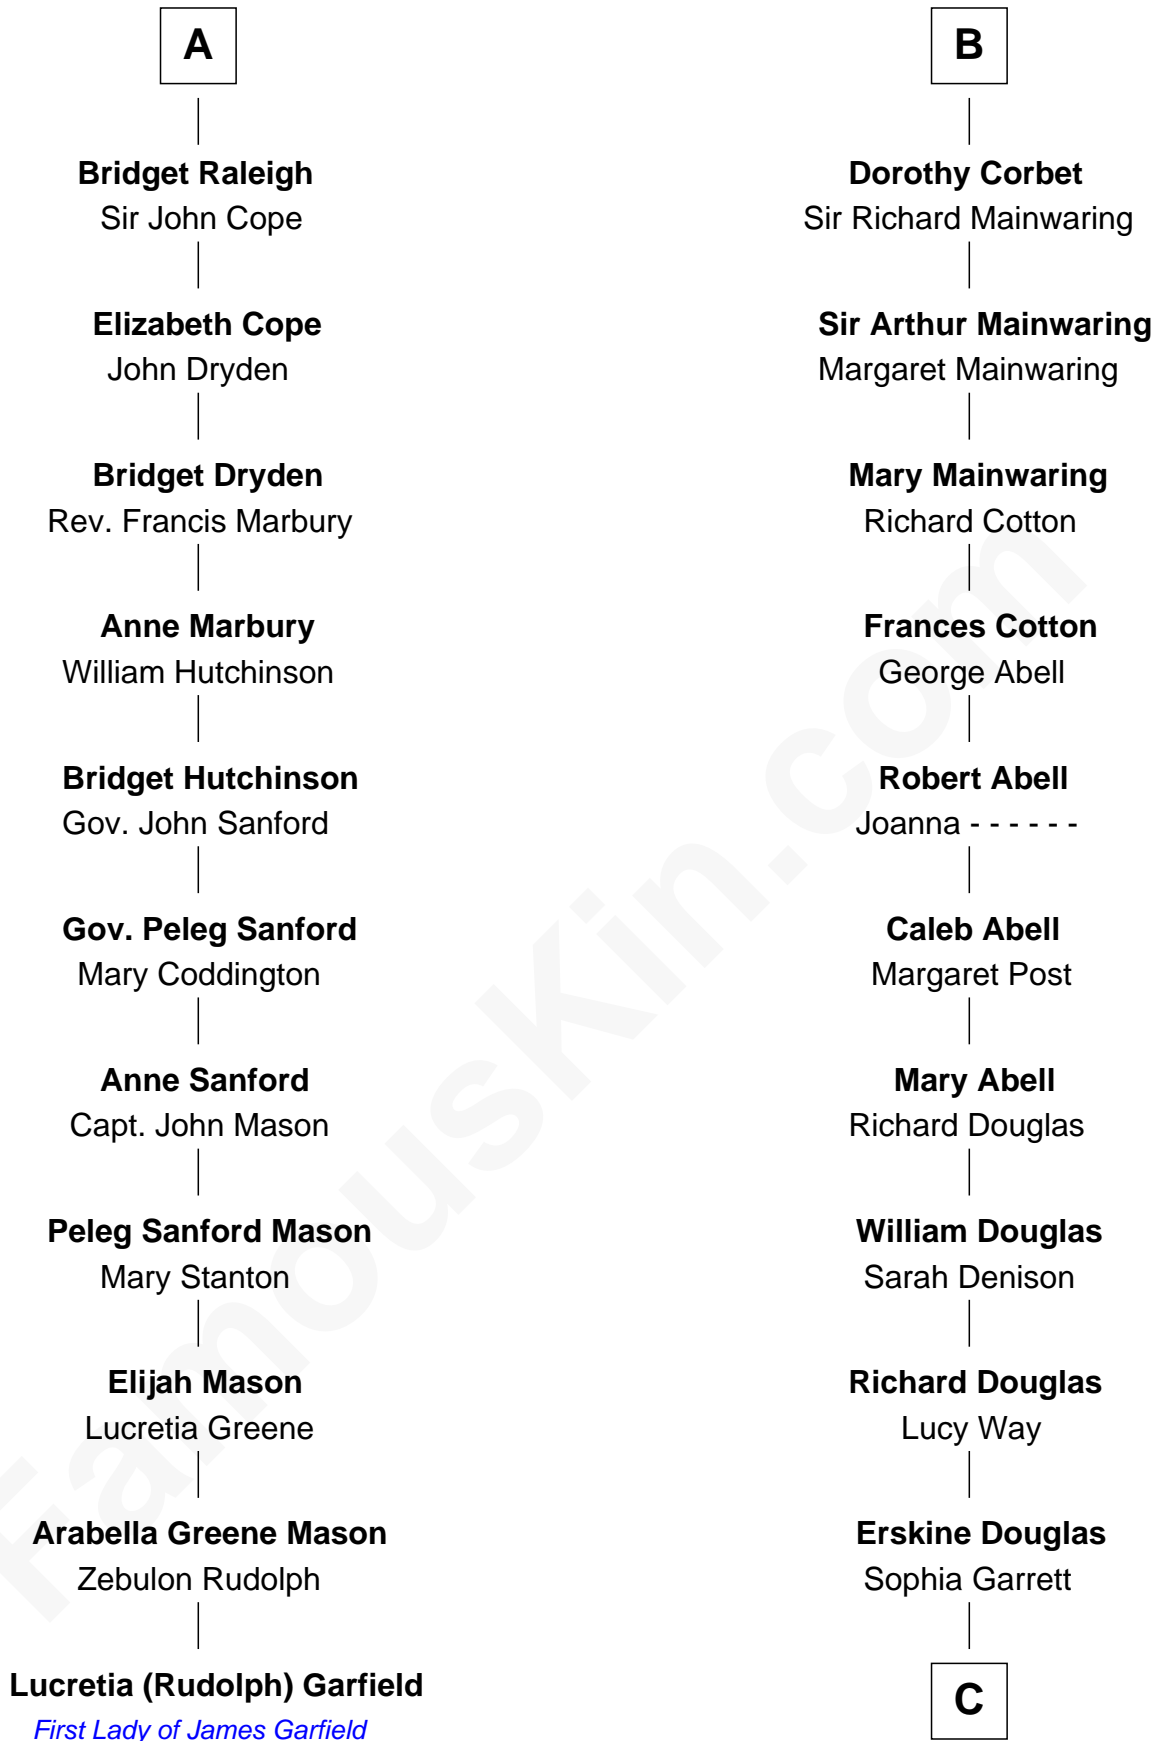 A
Bridget Raleigh
Sir John Cope
Elizabeth Cope
John Dryden
Bridget Dryden
Rev. Francis Marbury
Anne Marbury
William Hutchinson
Bridget Hutchinson
Gov. John Sanford
Gov. Peleg Sanford
Mary Coddington
Anne Sanford
Capt. John Mason
Peleg Sanford Mason
Mary Stanton
Elijah Mason
Lucretia Greene
Arabella Greene Mason
Zebulon Rudolph
Lucretia (Rudolph) Garfield
First Lady of James Garfield
B
Dorothy Corbet
Sir Richard Mainwaring
Sir Arthur Mainwaring
Margaret Mainwaring
Mary Mainwaring
Richard Cotton
Frances Cotton
George Abell
Robert Abell
Joanna - - - - - -
Caleb Abell
Margaret Post
Mary Abell
Richard Douglas
William Douglas
Sarah Denison
Richard Douglas
Lucy Way
Erskine Douglas
Sophia Garrett
C
FamousKin.com